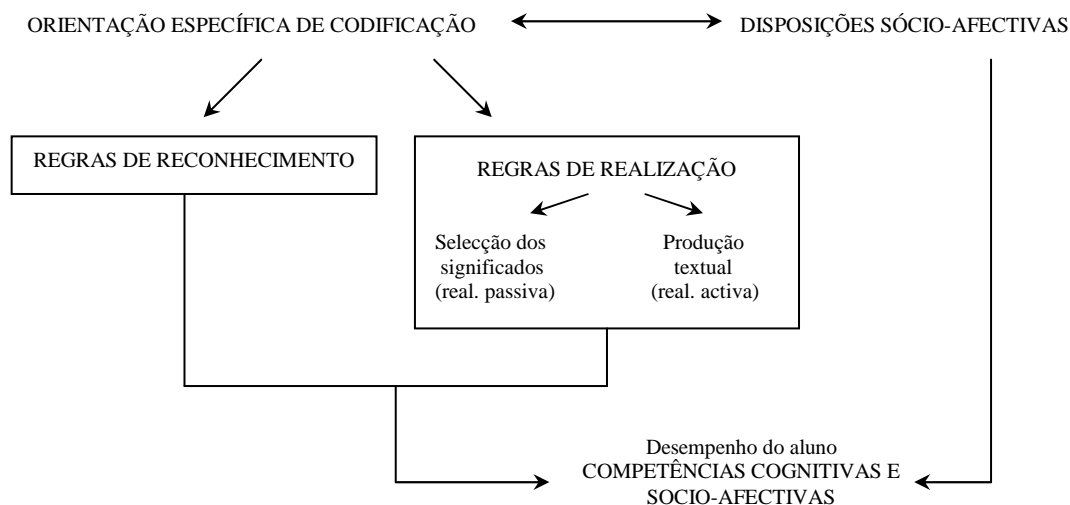 ORIENTAÇÃO ESPECÍFICA DE CODIFICAÇÃO
DISPOSIÇÕES SÓCIO-AFECTIVAS
REGRAS DE RECONHECIMENTO
REGRAS DE REALIZAÇÃO
Selecção dos
significados
(real. passiva)
Produção
textual
(real. activa)
Desempenho do aluno
COMPETÊNCIAS COGNITIVAS E
SOCIO-AFECTIVAS